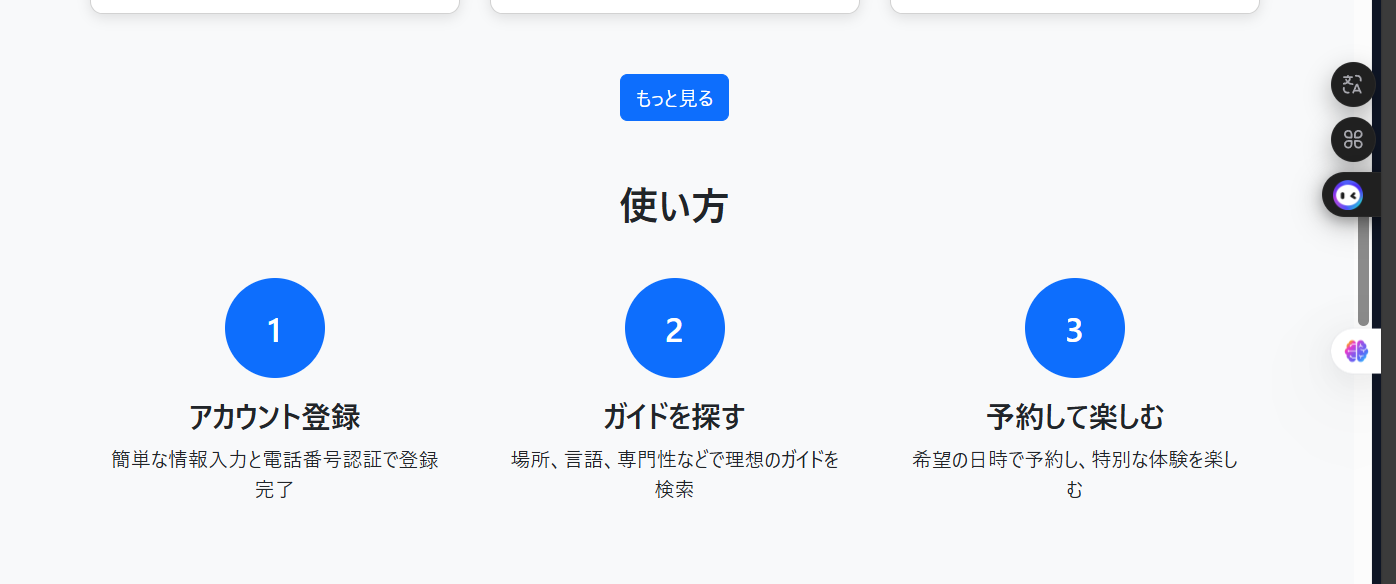 もっと見る
使い方
1
2
3
アカウント登録
ガイドを探す
予約して楽しむ
簡単な情報入力と電話番号認証で登録
完了
場所、言語、専門性などで理想のガイドを
検索
希望の日時で予約し、特別な体験を楽し
む